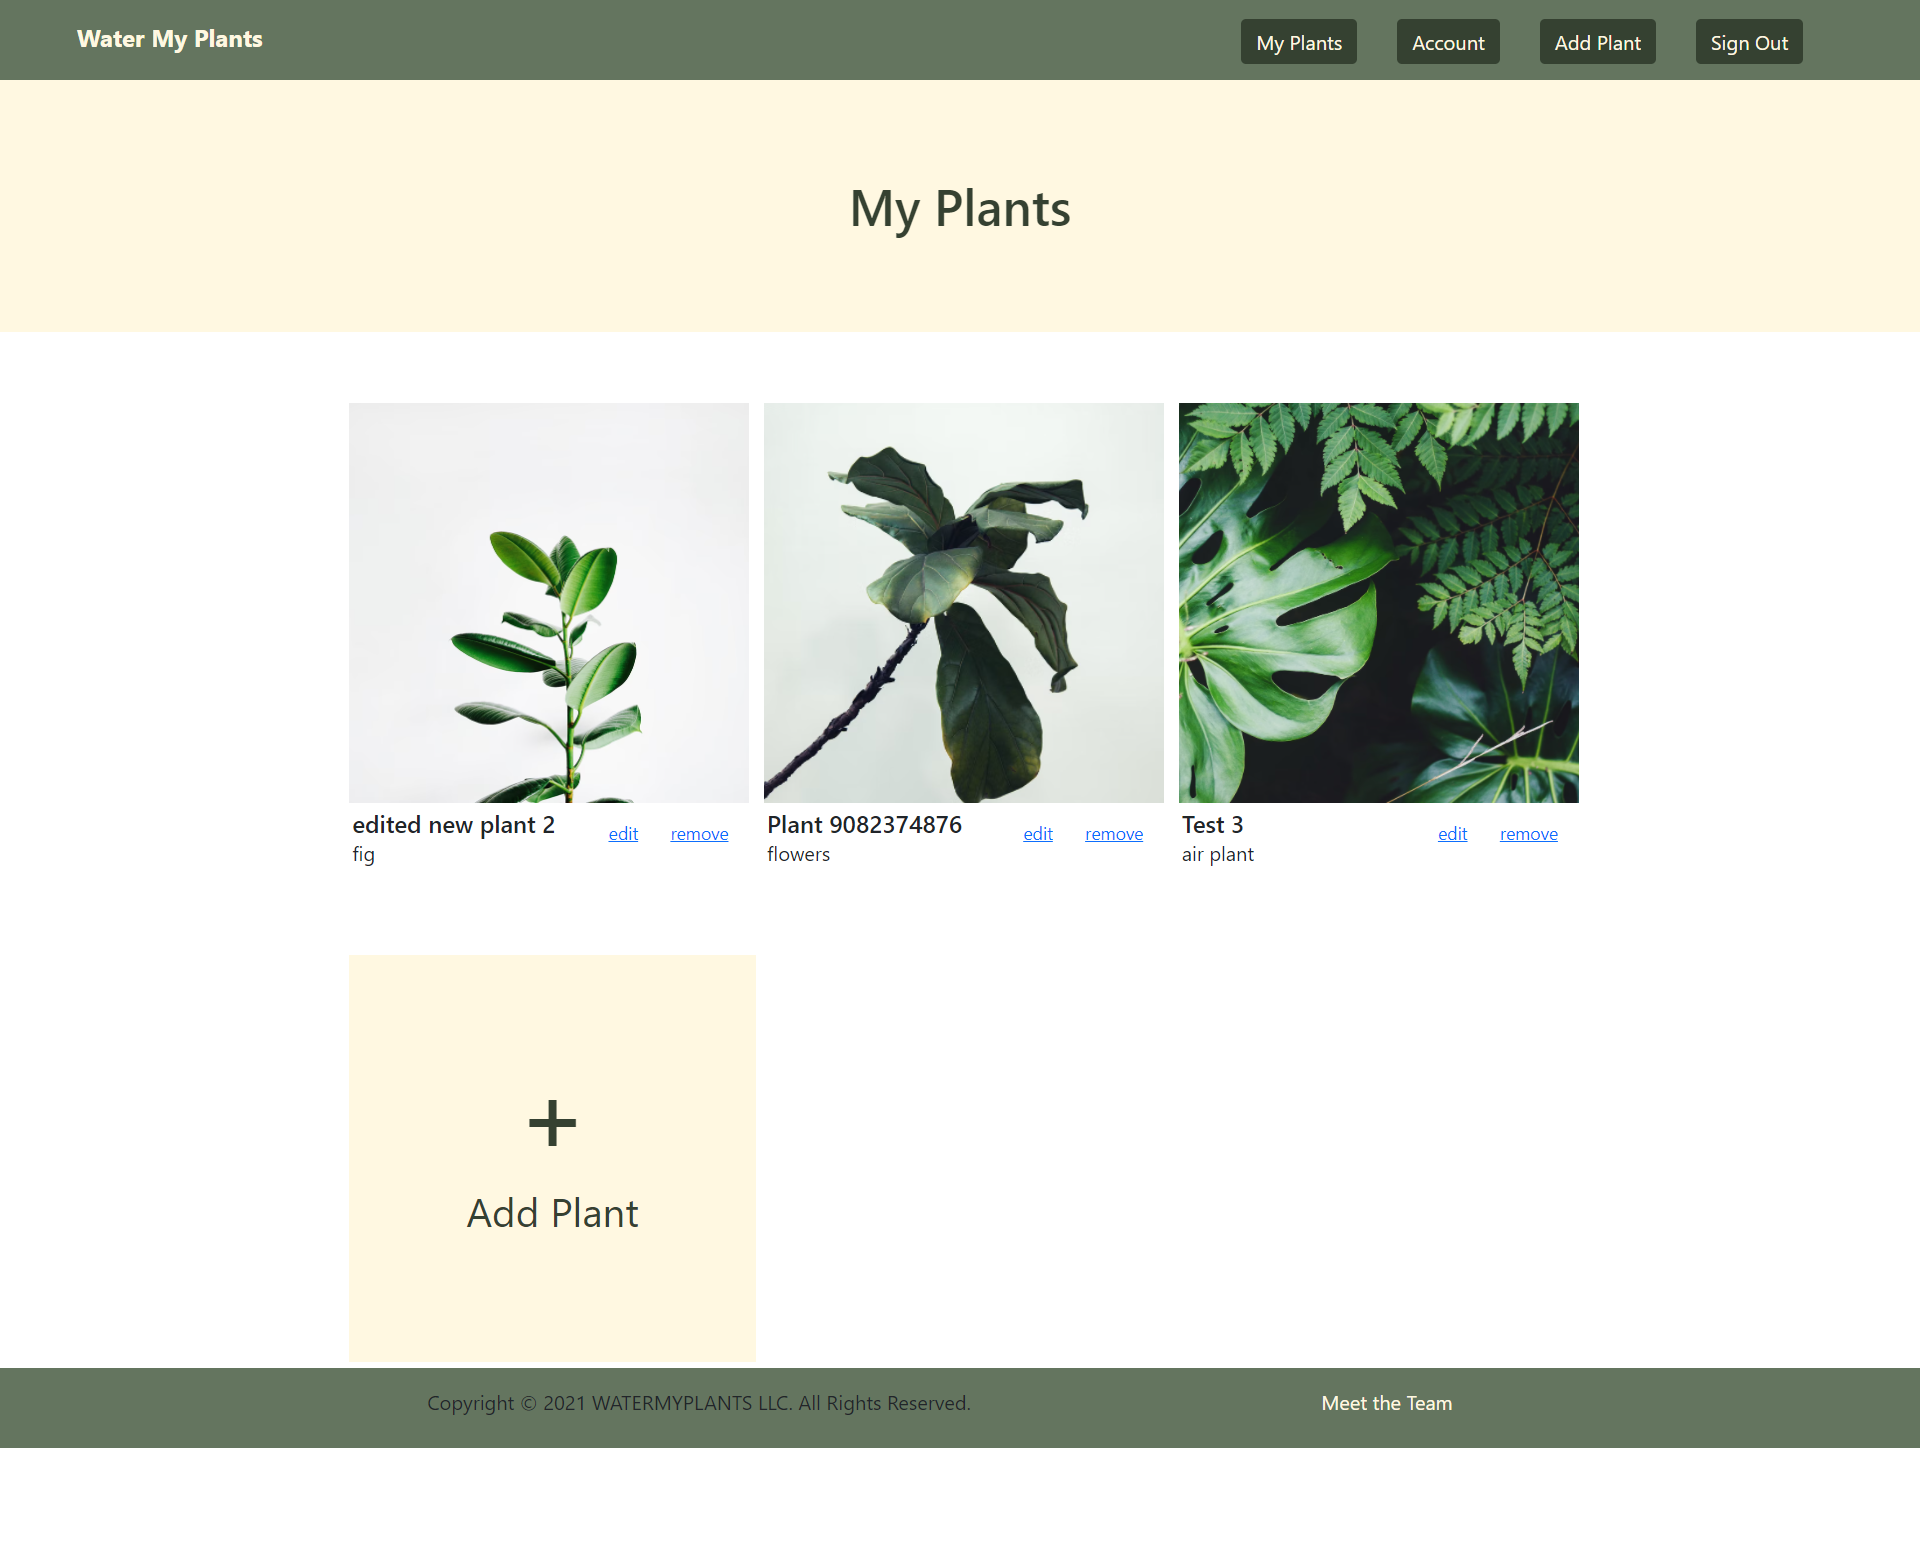 Water My Plants
My Plants
Account
Add Plant
Sign Out
My Plants
edited new plant 2
edit
remove
fig
Plant 9082374876
edit
remove
flowers
Test 3
edit
remove
air plant
+
Add Plant
Copyright © 2021 WATERMYPLANTS LLC. All Rights Reserved.
Meet the Team